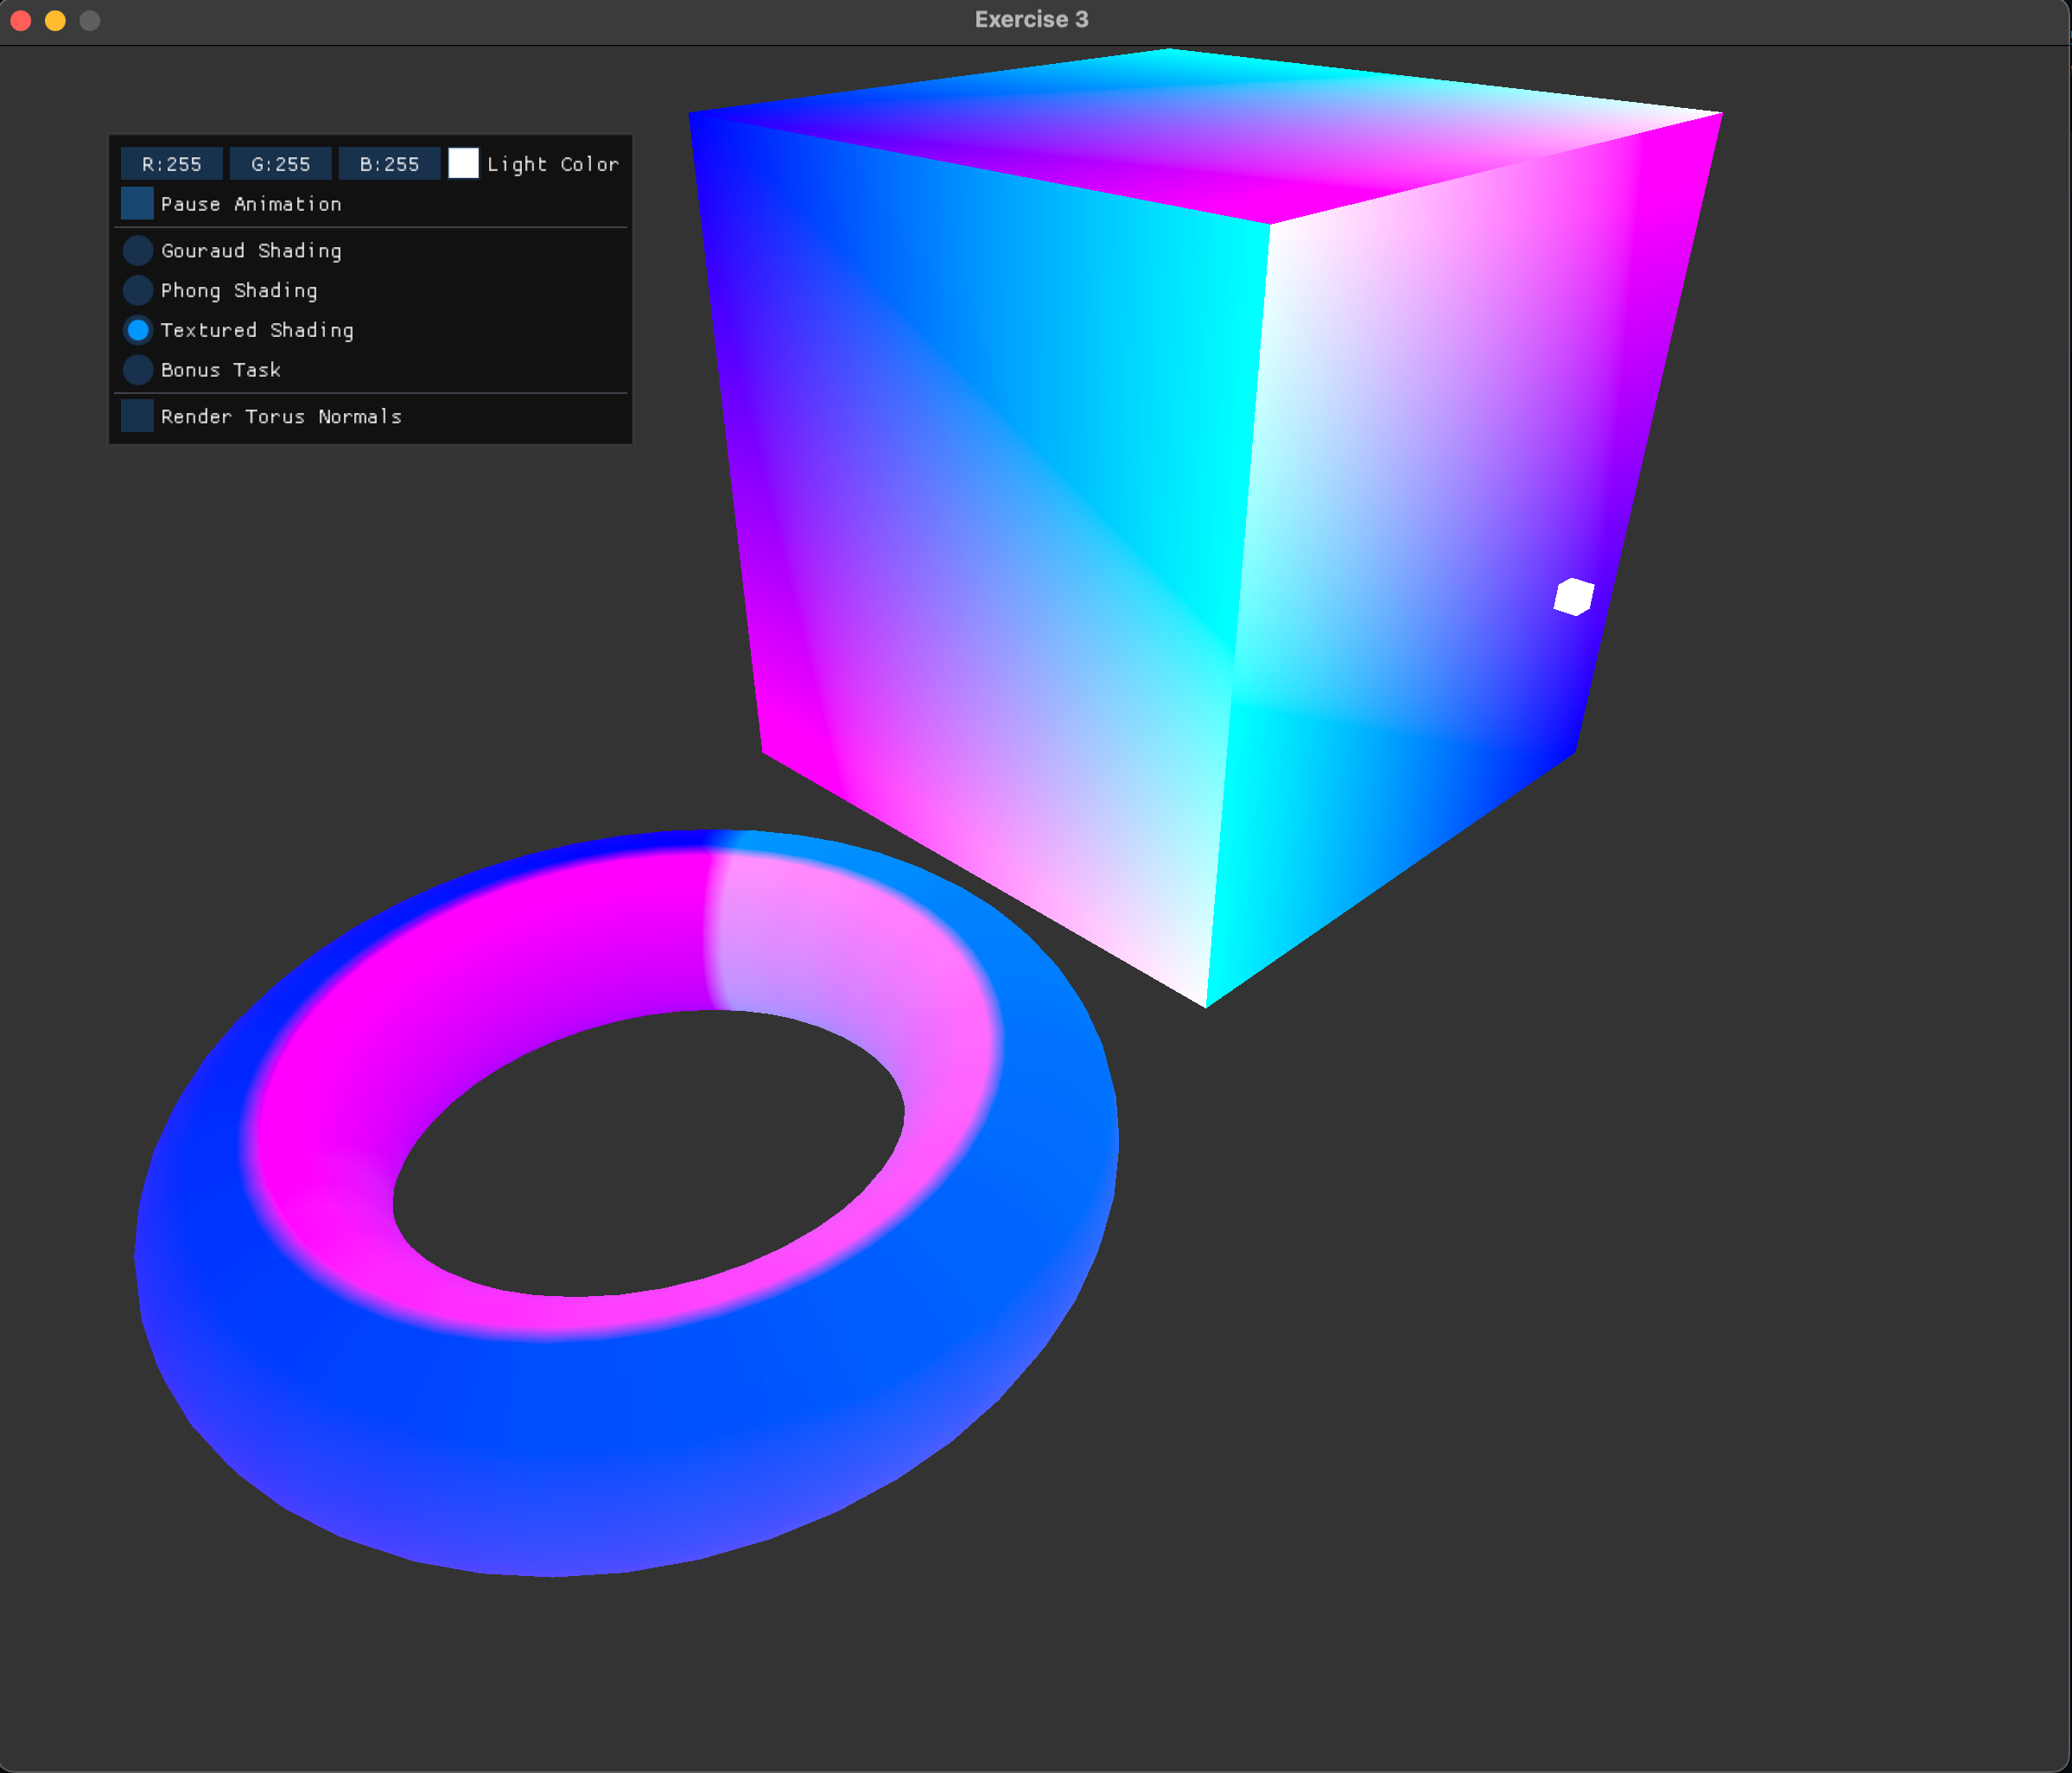 Exercise 3
R:255 G:255 B:255 Light Color
Pause Animation
Gouraud Shading
Phong Shading
Textured Shading
Bonus Task
Render Torus Normals